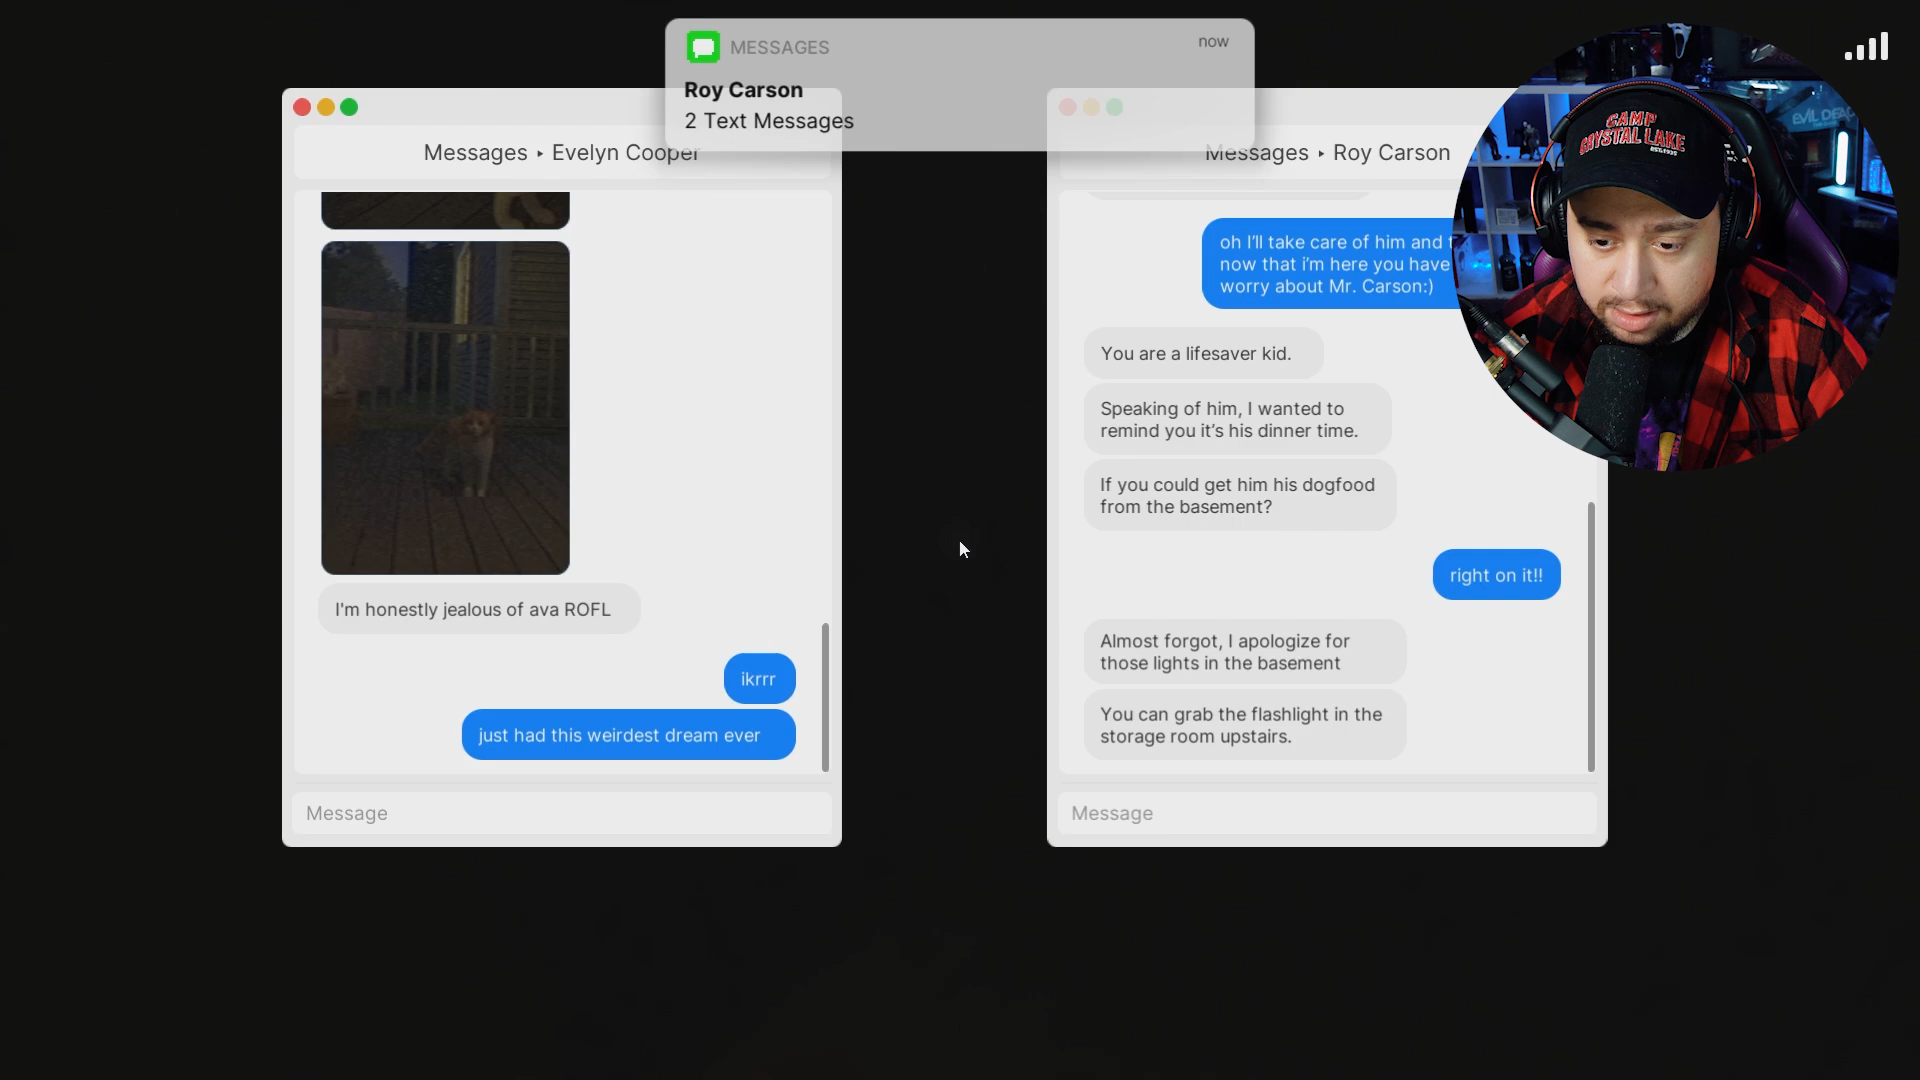 MESSAGES
now
Roy Carson
2 Text Messages
Messages ‣ Evelyn Cooper
I'm honestly jealous of ava ROFL
ikrrr
just had this weirdest dream ever
Message
Messages ‣ Roy Carson
oh I'll take care of him and
now that i'm here you have
worry about Mr. Carson:)
You are a lifesaver kid.
Speaking of him, I wanted to
remind you it's his dinner time.
If you could get him his dogfood
from the basement?
right on it!!
Almost forgot, I apologize for
those lights in the basement
You can grab the flashlight in the
storage room upstairs.
Message
CAMP
CRYSTAL LAKE
EVIL DEAD